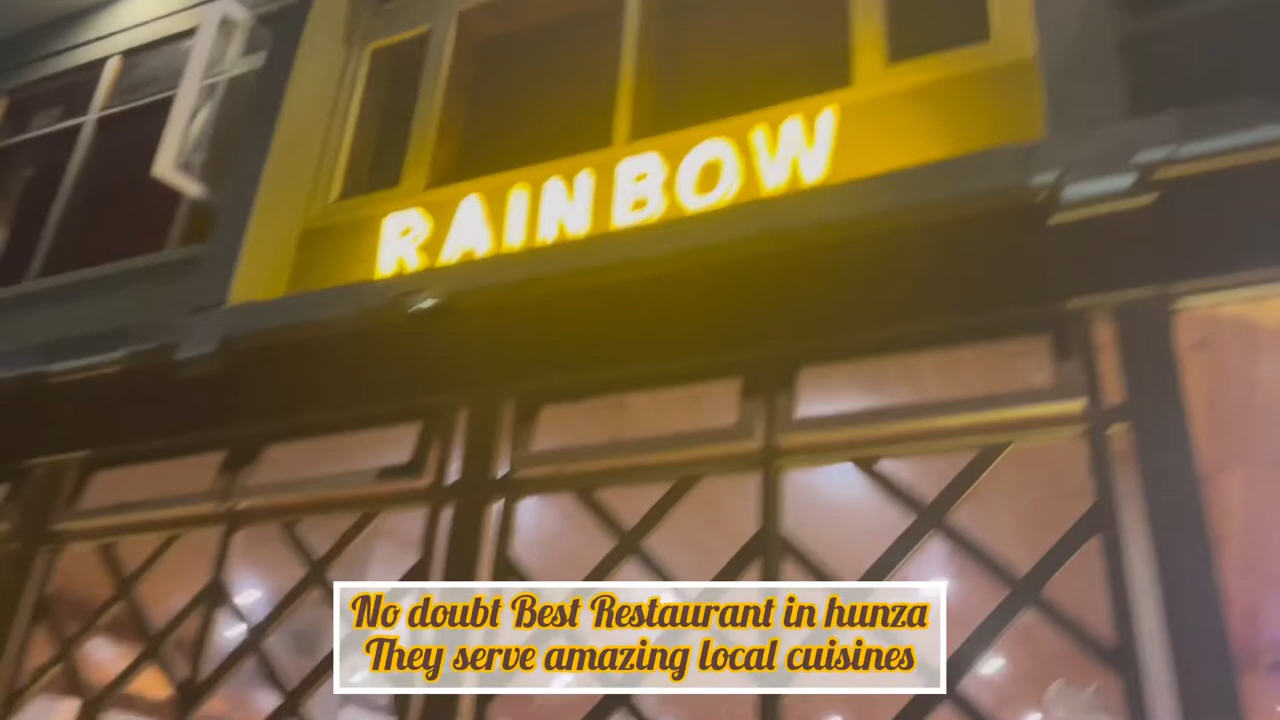 RAINBOW
No doubt Best Restaurant in hunza
They serve amazing local cuisines